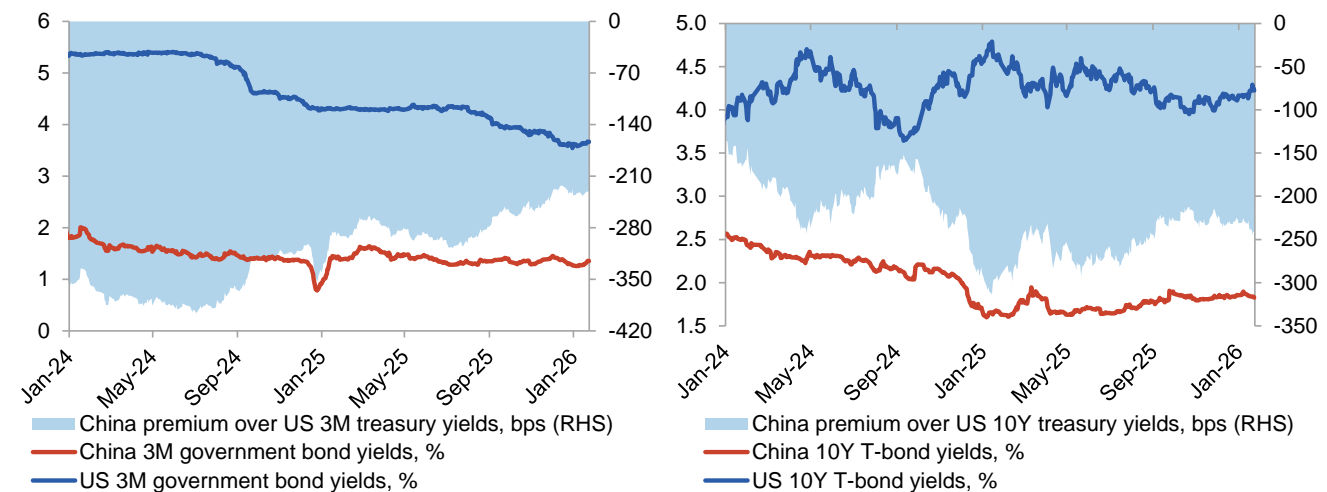 6
5
4
3
2
1
0
0
-70
-140
-210
-280
-350
-420
Jan-24
May-24
Sep-24
Jan-25
May-25
Sep-25
Jan-26
China premium over US 3M treasury yields, bps (RHS)
China 3M government bond yields, %
US 3M government bond yields, %
5.0
4.5
4.0
3.5
3.0
2.5
2.0
1.5
0
-50
-100
-150
-200
-250
-300
-350
Jan-24
May-24
Sep-24
Jan-25
May-25
Sep-25
Jan-26
China premium over US 10Y treasury yields, bps (RHS)
China 10Y T-bond yields, %
US 10Y T-bond yields, %